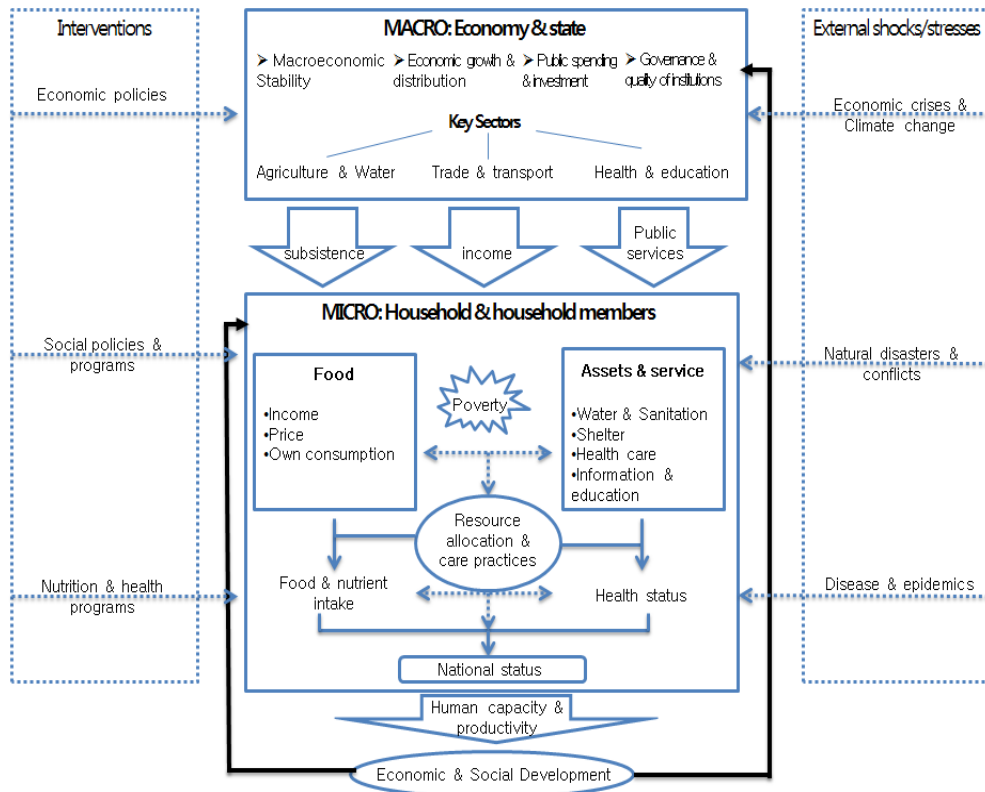 Interventions
Economic policies
Social policies &
programs
Nutrition & health
programs
MACRO: Economy & state
➤ Macroeconomic
Stability
➤ Economic growth &
distribution
➤ Public spending
& investment
➤ Governance &
quality of institutions
Key Sectors
Agriculture & Water
Trade & transport
Health & education
subsistence
income
Public
services
MICRO: Household & household members
Food
•Income
•Price
•Own consumption
Poverty
Assets & service
•Water & Sanitation
•Shelter
•Health care
•Information &
education
Resource
allocation &
care practices
Food & nutrient
intake
Health status
National status
Human capacity &
productivity
Economic & Social Development
External shocks/stresses
Economic crises &
Climate change
Natural disasters &
conflicts
Disease & epidemics